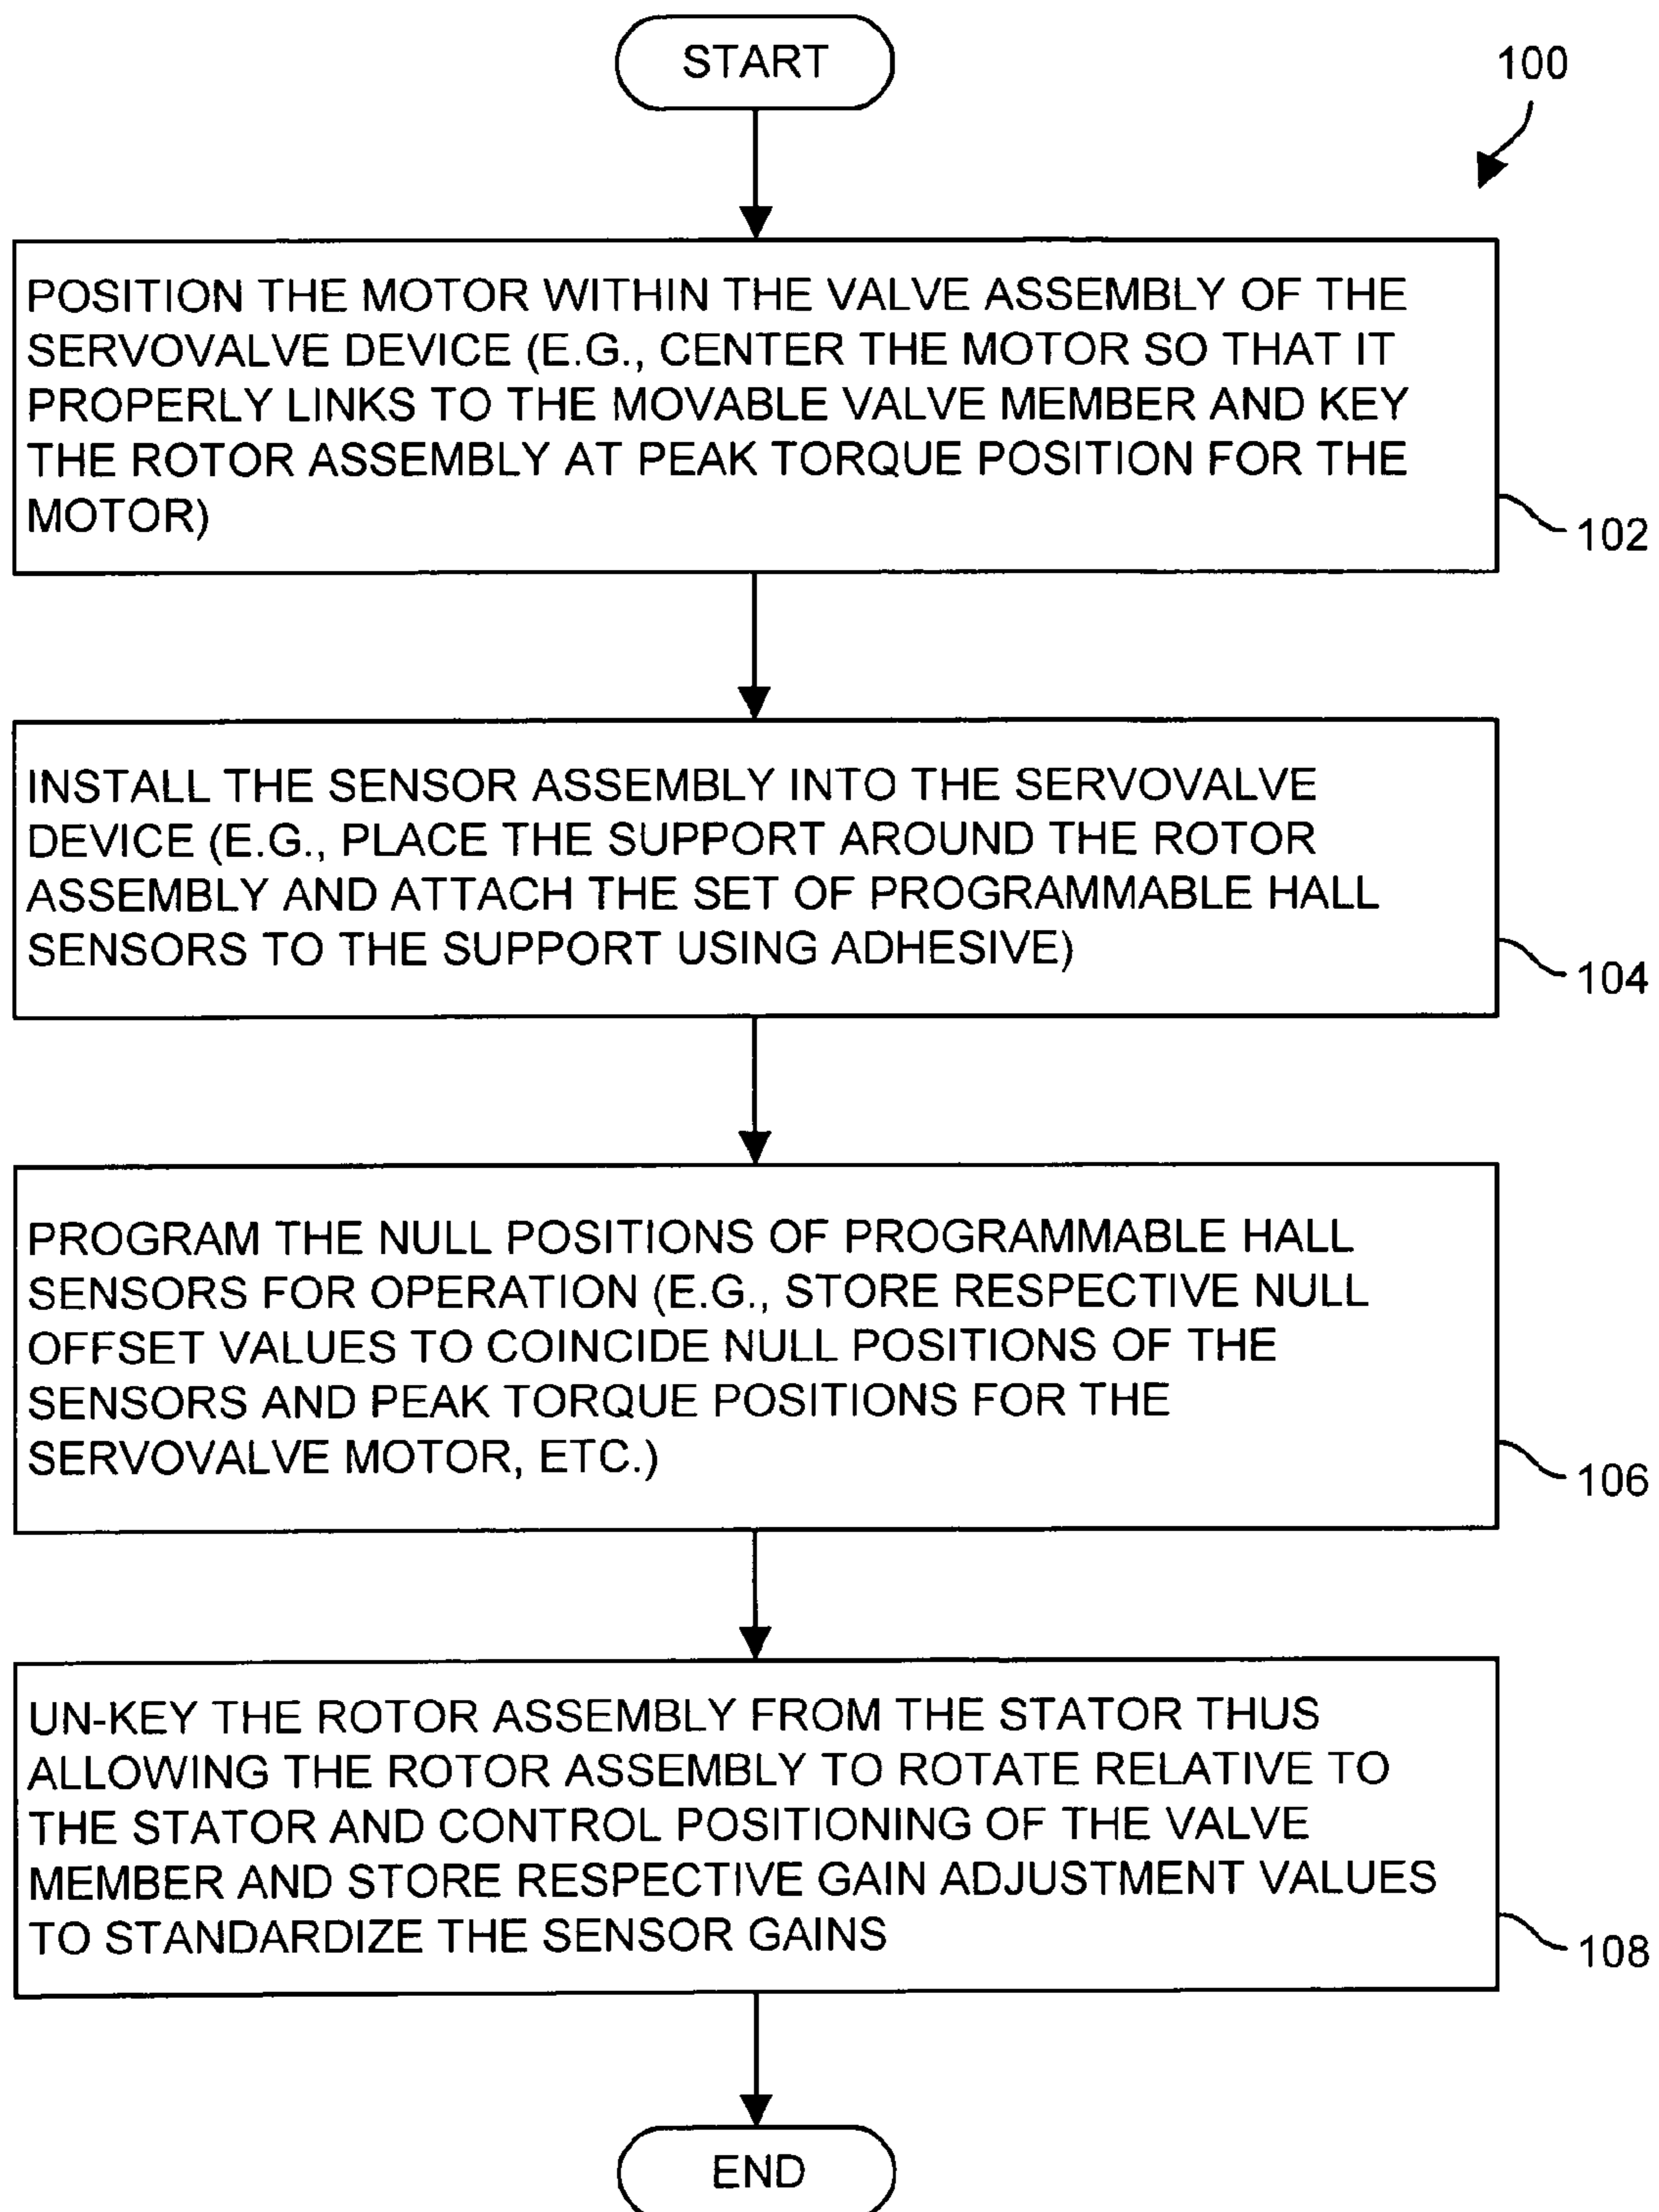 START
100
POSITION THE MOTOR WITHIN THE VALVE ASSEMBLY OF THE
SERVOVALVE DEVICE (E.G., CENTER THE MOTOR SO THAT IT
PROPERLY LINKS TO THE MOVABLE VALVE MEMBER AND KEY
THE ROTOR ASSEMBLY AT PEAK TORQUE POSITION FOR THE
MOTOR)
102
INSTALL THE SENSOR ASSEMBLY INTO THE SERVOVALVE
DEVICE (E.G., PLACE THE SUPPORT AROUND THE ROTOR
ASSEMBLY AND ATTACH THE SET OF PROGRAMMABLE HALL
SENSORS TO THE SUPPORT USING ADHESIVE)
104
PROGRAM THE NULL POSITIONS OF PROGRAMMABLE HALL
SENSORS FOR OPERATION (E.G., STORE RESPECTIVE NULL
OFFSET VALUES TO COINCIDE NULL POSITIONS OF THE
SENSORS AND PEAK TORQUE POSITIONS FOR THE
SERVOVALVE MOTOR, ETC.)
106
UN-KEY THE ROTOR ASSEMBLY FROM THE STATOR THUS
ALLOWING THE ROTOR ASSEMBLY TO ROTATE RELATIVE TO
THE STATOR AND CONTROL POSITIONING OF THE VALVE
MEMBER AND STORE RESPECTIVE GAIN ADJUSTMENT VALUES
TO STANDARDIZE THE SENSOR GAINS
108
END